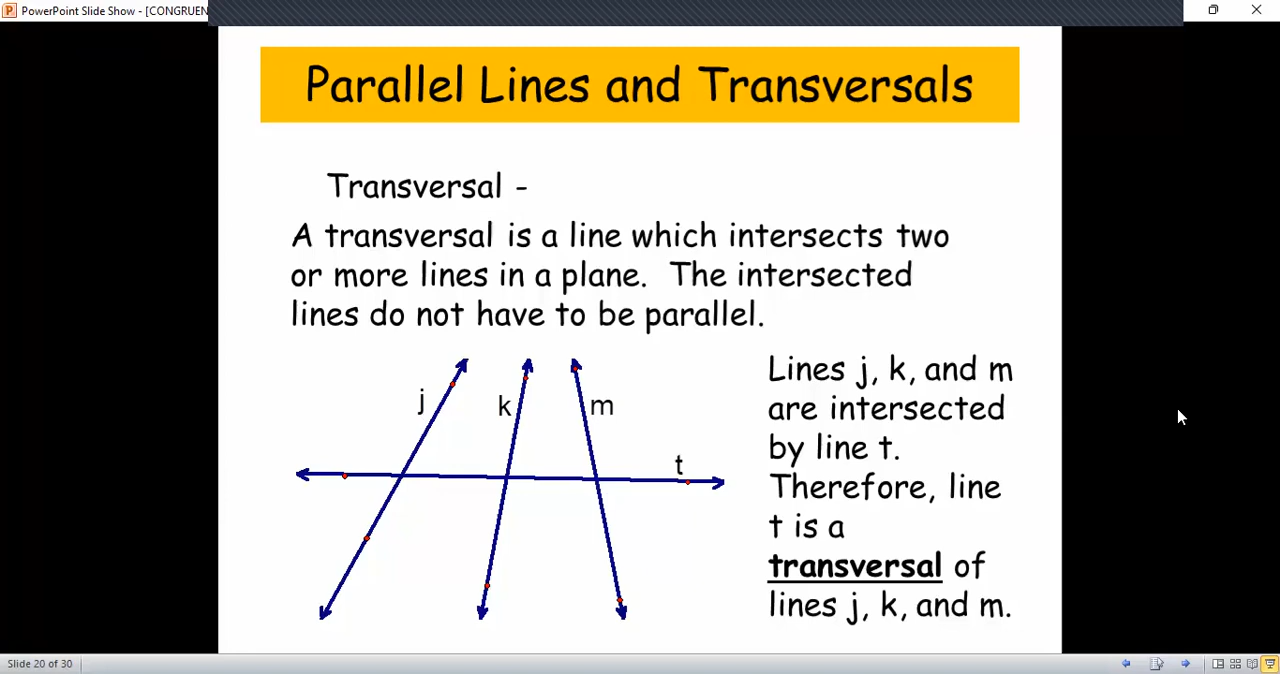 PowerPoint Slide Show - [CONGRUEN
Parallel Lines and Transversals
Transversal -
A transversal is a line which intersects two
or more lines in a plane. The intersected
lines do not have to be parallel.
j
k
m
t
Lines j, k, and m
are intersected
by line t.
Therefore, line
t is a
transversal of
lines j, k, and m.
Slide 20 of 30